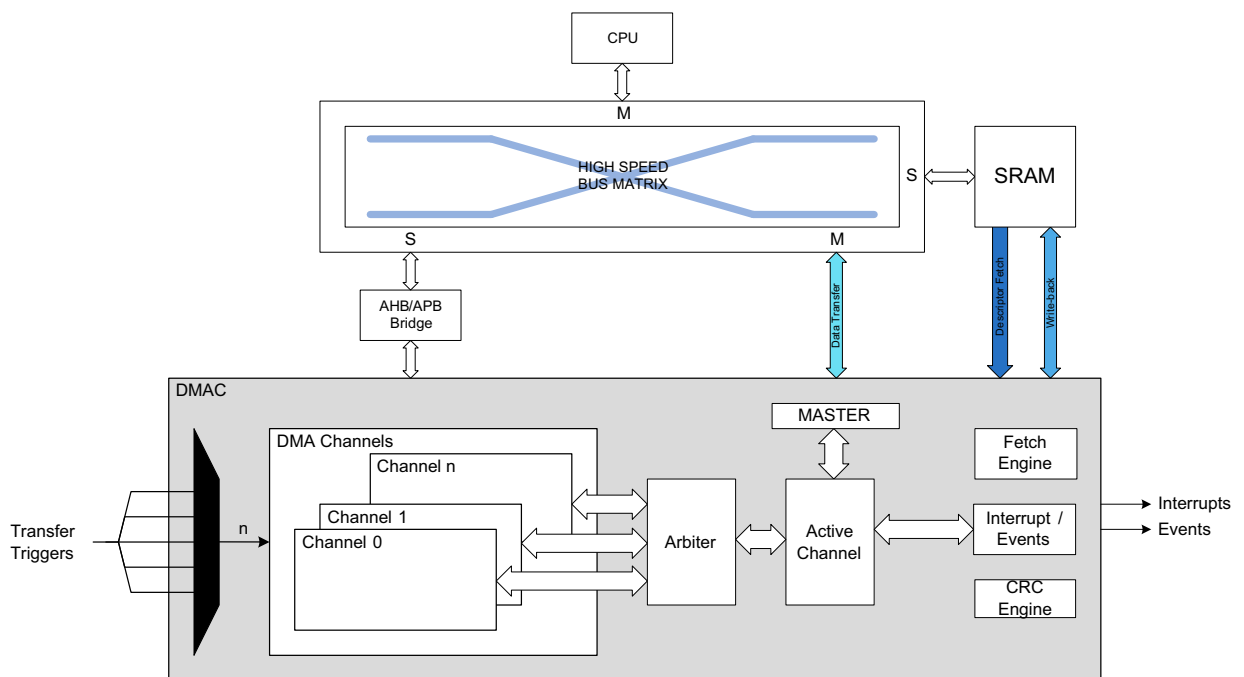 CPU
M
HIGH SPEED
BUS MATRIX
S
SRAM
S
M
AHB/APB
Bridge
Data Transfer
Descriptor Fetch
Write-back
DMAC
MASTER
DMA Channels
Channel n
Channel 1
Channel 0
Fetch
Engine
Transfer
Triggers
n
Arbiter
Active
Channel
Interrupt /
Events
Interrupts
Events
CRC
Engine